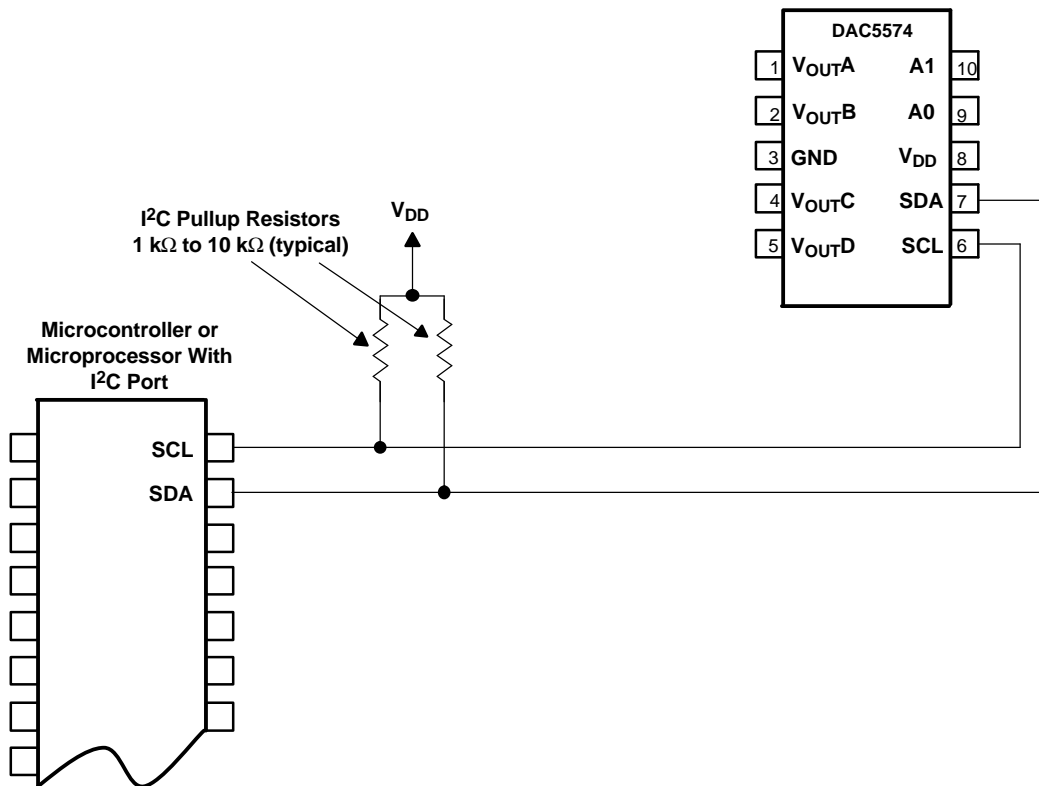 DAC5574
1 VOUTA A1 10
2 VOUTB A0 9
3 GND VDD 8
4 VOUTC SDA 7
5 VOUTD SCL 6
I²C Pullup Resistors
1 kΩ to 10 kΩ (typical)
VDD
Microcontroller or
Microprocessor With
I²C Port
SCL
SDA